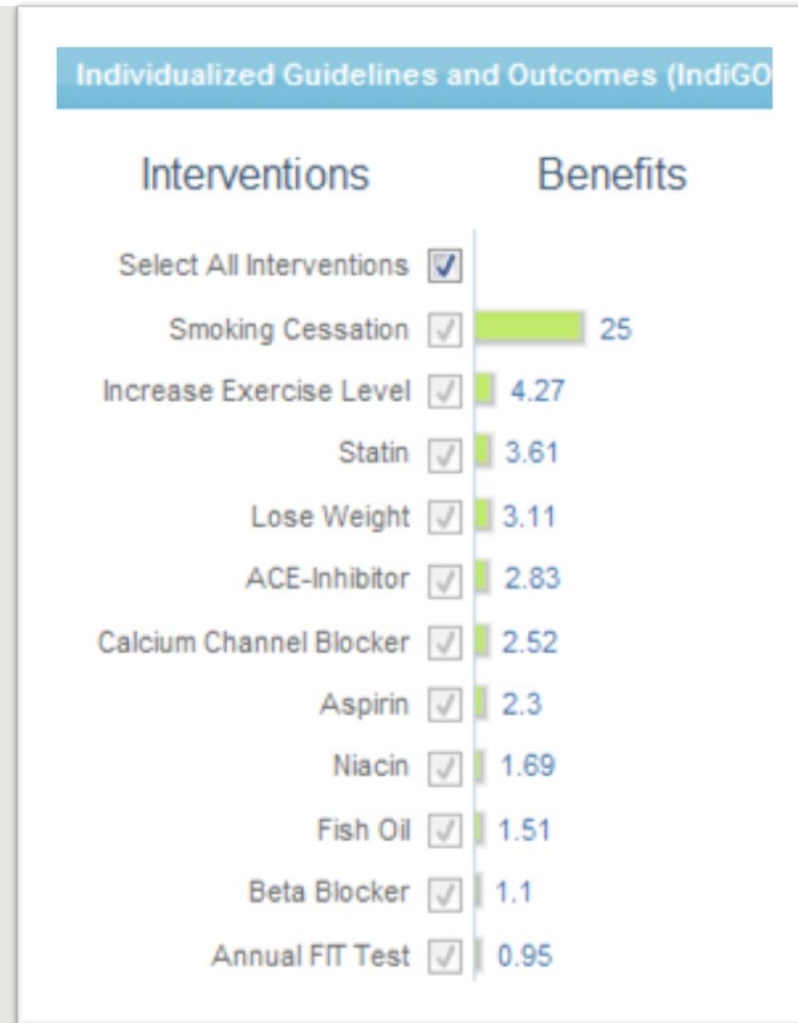 Individualized Guidelines and Outcomes (IndiGO
Interventions Benefits
Select All Interventions
Smoking Cessation 25
Increase Exercise Level 4.27
Statin 3.61
Lose Weight 3.11
ACE-Inhibitor 2.83
Calcium Channel Blocker 2.52
Aspirin 2.3
Niacin 1.69
Fish Oil 1.51
Beta Blocker 1.1
Annual FIT Test 0.95